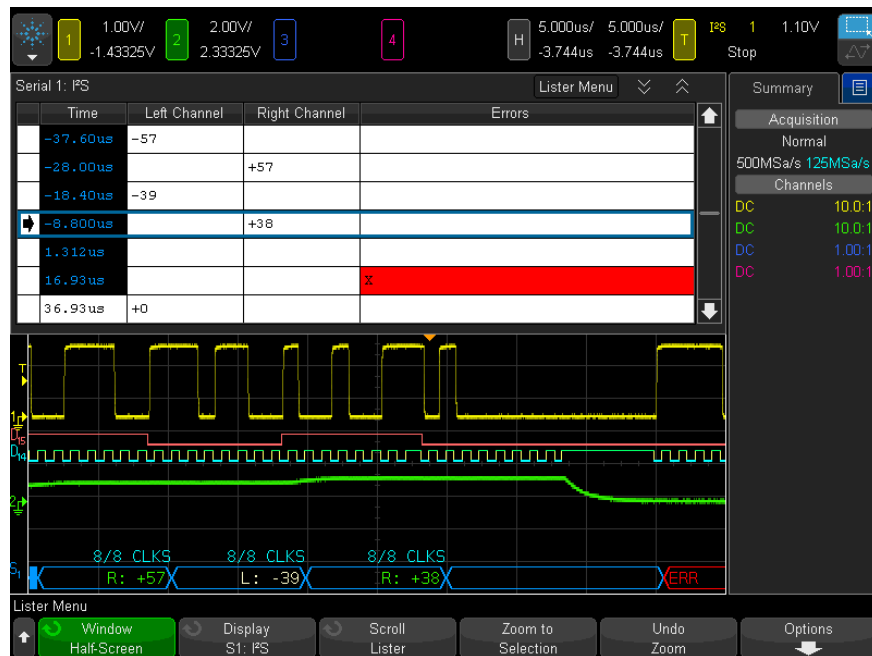 1 1.00V/ 2 2.00V/ 3 4 H 5.000us/ 5.000us/ T I²S 1 1.10V
-1.43325V 2.33325V -3.744us -3.744us Stop
Serial 1: I²S Lister Menu
Time Left Channel Right Channel Errors
-37.60us -57
-28.00us +57
-18.40us -39
-8.800us +38
1.312us
16.93us X
36.93us +0
Summary
Acquisition
Normal
500MSa/s 125MSa/s
Channels
DC 10.0:1
DC 10.0:1
DC 1.00:1
DC 1.00:1
T
1
D15
D14
2
8/8 CLKS 8/8 CLKS 8/8 CLKS
S1 R: +57 L: -39 R: +38 ERR
Lister Menu
Window Display Scroll Zoom to Undo Options
Half-Screen S1: I²S Lister Selection Zoom